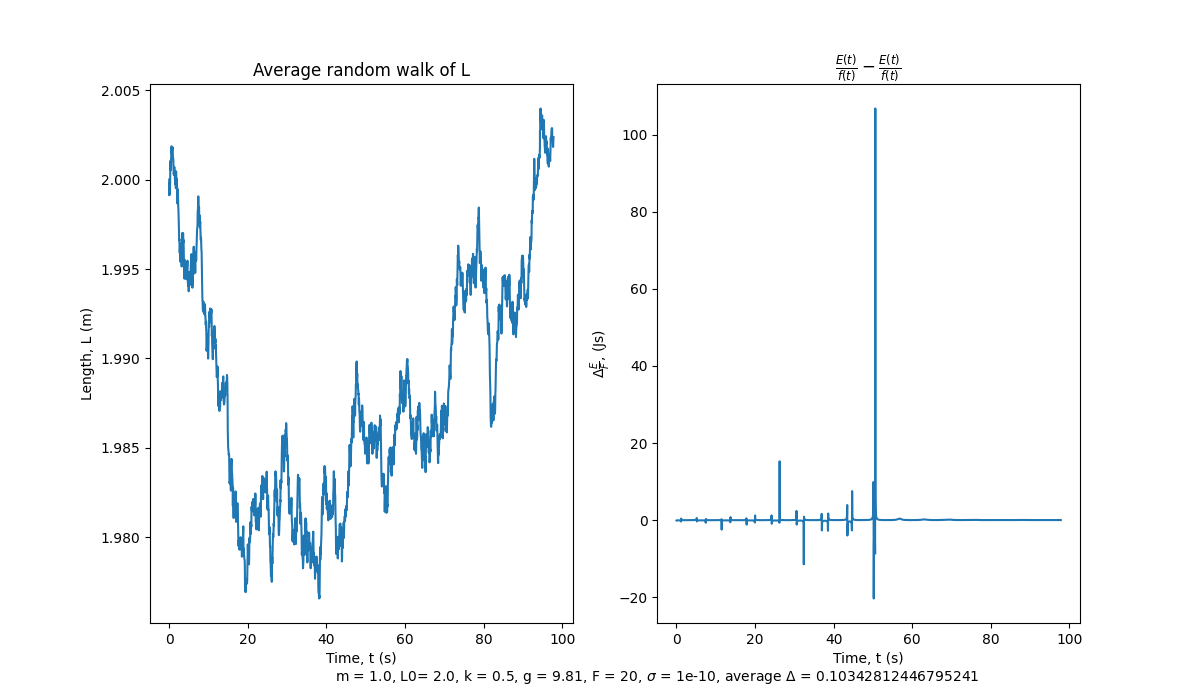 Average random walk of L
2.005
2.000
1.995
1.990
1.985
1.980
Length, L (m)
0 20 40 60 80 100
Time, t (s)
E(t)/f(t) − E(t)/f(t)
100
80
60
40
20
0
−20
Δ E/F, (Js)
0 20 40 60 80 100
Time, t (s)
m = 1.0, L0= 2.0, k = 0.5, g = 9.81, F = 20, σ = 1e-10, average Δ = 0.10342812446795241